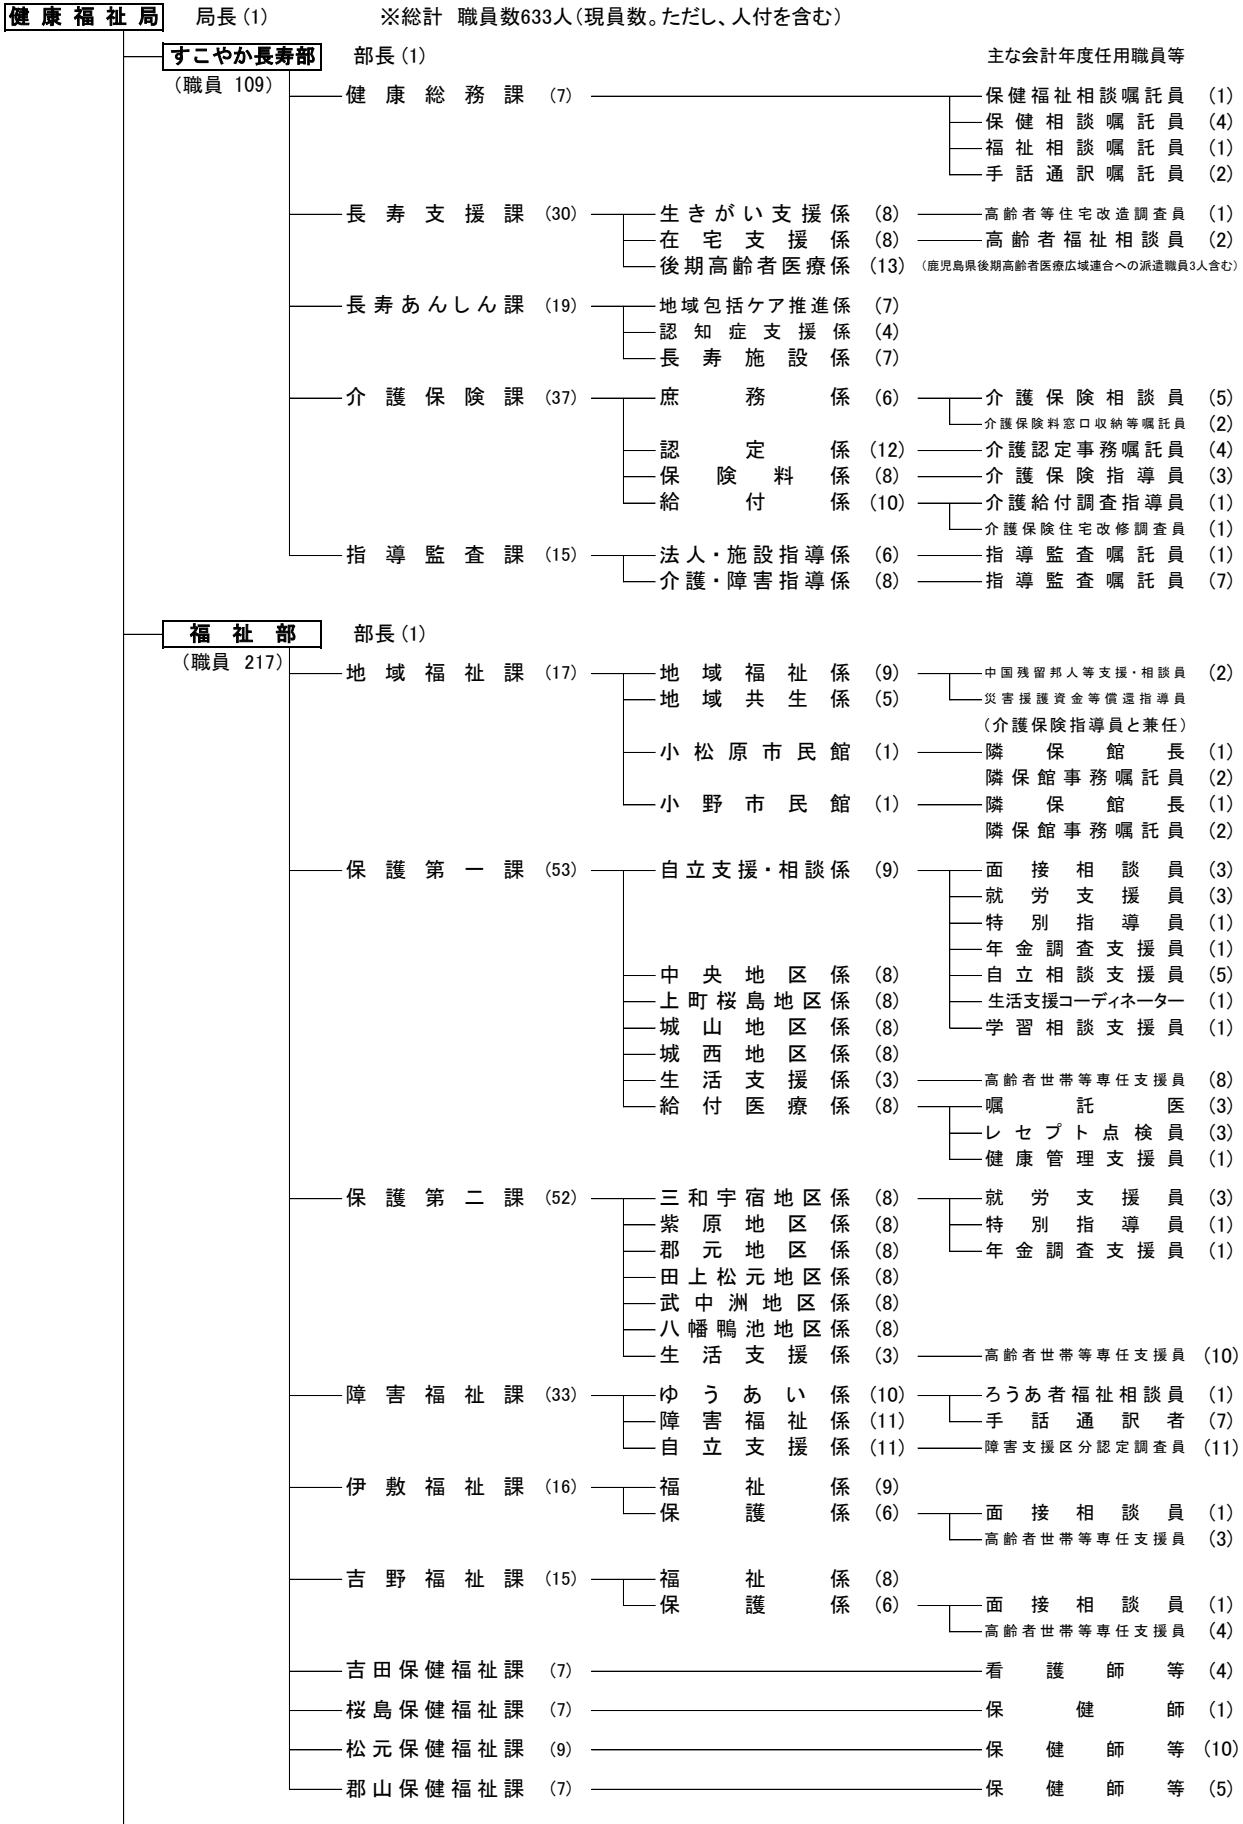 健康福祉局 局長(1) ※総計 職員数633人(現員数。ただし、人付を含む)
すこやか長寿部 部長(1) 主な会計年度任用職員等
(職員 109)
健康総務課 (7) 保健福祉相談嘱託員 (1)
保健相談嘱託員 (4)
福祉相談嘱託員 (1)
手話通訳嘱託員 (2)
長寿支援課 (30) 生きがい支援係 (8) 高齢者等住宅改造調査員 (1)
在宅支援係 (8) 高齢者福祉相談員 (2)
後期高齢者医療係 (13) (鹿児島県後期高齢者医療広域連合への派遣職員3人含む)
長寿あんしん課 (19) 地域包括ケア推進係 (7)
認知症支援係 (4)
長寿施設係 (7)
介護保険課 (37) 庶務係 (6) 介護保険相談員 (5)
介護保険料窓口収納等嘱託員 (2)
認定係 (12) 介護認定事務嘱託員 (4)
保険料係 (8) 介護保険指導員 (3)
給付係 (10) 介護給付調査指導員 (1)
介護保険住宅改修調査員 (1)
指導監査課 (15) 法人・施設指導係 (6) 指導監査嘱託員 (1)
介護・障害指導係 (8) 指導監査嘱託員 (7)
福祉部 部長(1)
(職員 217)
地域福祉課 (17) 地域福祉係 (9) 中国残留邦人等支援・相談員 (2)
地域共生係 (5) 災害援護資金等償還指導員
(介護保険指導員と兼任)
小松原市民館 (1) 隣保館長 (1)
隣保館事務嘱託員 (2)
小野市民館 (1) 隣保館長 (1)
隣保館事務嘱託員 (2)
保護第一課 (53) 自立支援・相談係 (9) 面接相談員 (3)
就労支援員 (3)
特別指導員 (1)
年金調査支援員 (1)
中央地区係 (8) 自立相談支援員 (5)
上町桜島地区係 (8) 生活支援コーディネーター (1)
城山地区係 (8) 学習相談支援員 (1)
城西地区係 (8)
生活支援係 (3) 高齢者世帯等専任支援員 (8)
給付医療係 (8) 嘱託医 (3)
レセプト点検員 (3)
健康管理支援員 (1)
保護第二課 (52) 三和宇宿地区係 (8) 就労支援員 (3)
紫原地区係 (8) 特別指導員 (1)
郡元地区係 (8) 年金調査支援員 (1)
田上松元地区係 (8)
武中洲地区係 (8)
八幡鴨池地区係 (8)
生活支援係 (3) 高齢者世帯等専任支援員 (10)
障害福祉課 (33) ゆうあい係 (10) ろうあ者福祉相談員 (1)
障害福祉係 (11) 手話通訳者 (7)
自立支援係 (11) 障害支援区分認定調査員 (11)
伊敷福祉課 (16) 福祉係 (9)
保護係 (6) 面接相談員 (1)
高齢者世帯等専任支援員 (3)
吉野福祉課 (15) 福祉係 (8)
保護係 (6) 面接相談員 (1)
高齢者世帯等専任支援員 (4)
吉田保健福祉課 (7) 看護師等 (4)
桜島保健福祉課 (7) 保健師 (1)
松元保健福祉課 (9) 保健師等 (10)
郡山保健福祉課 (7) 保健師等 (5)